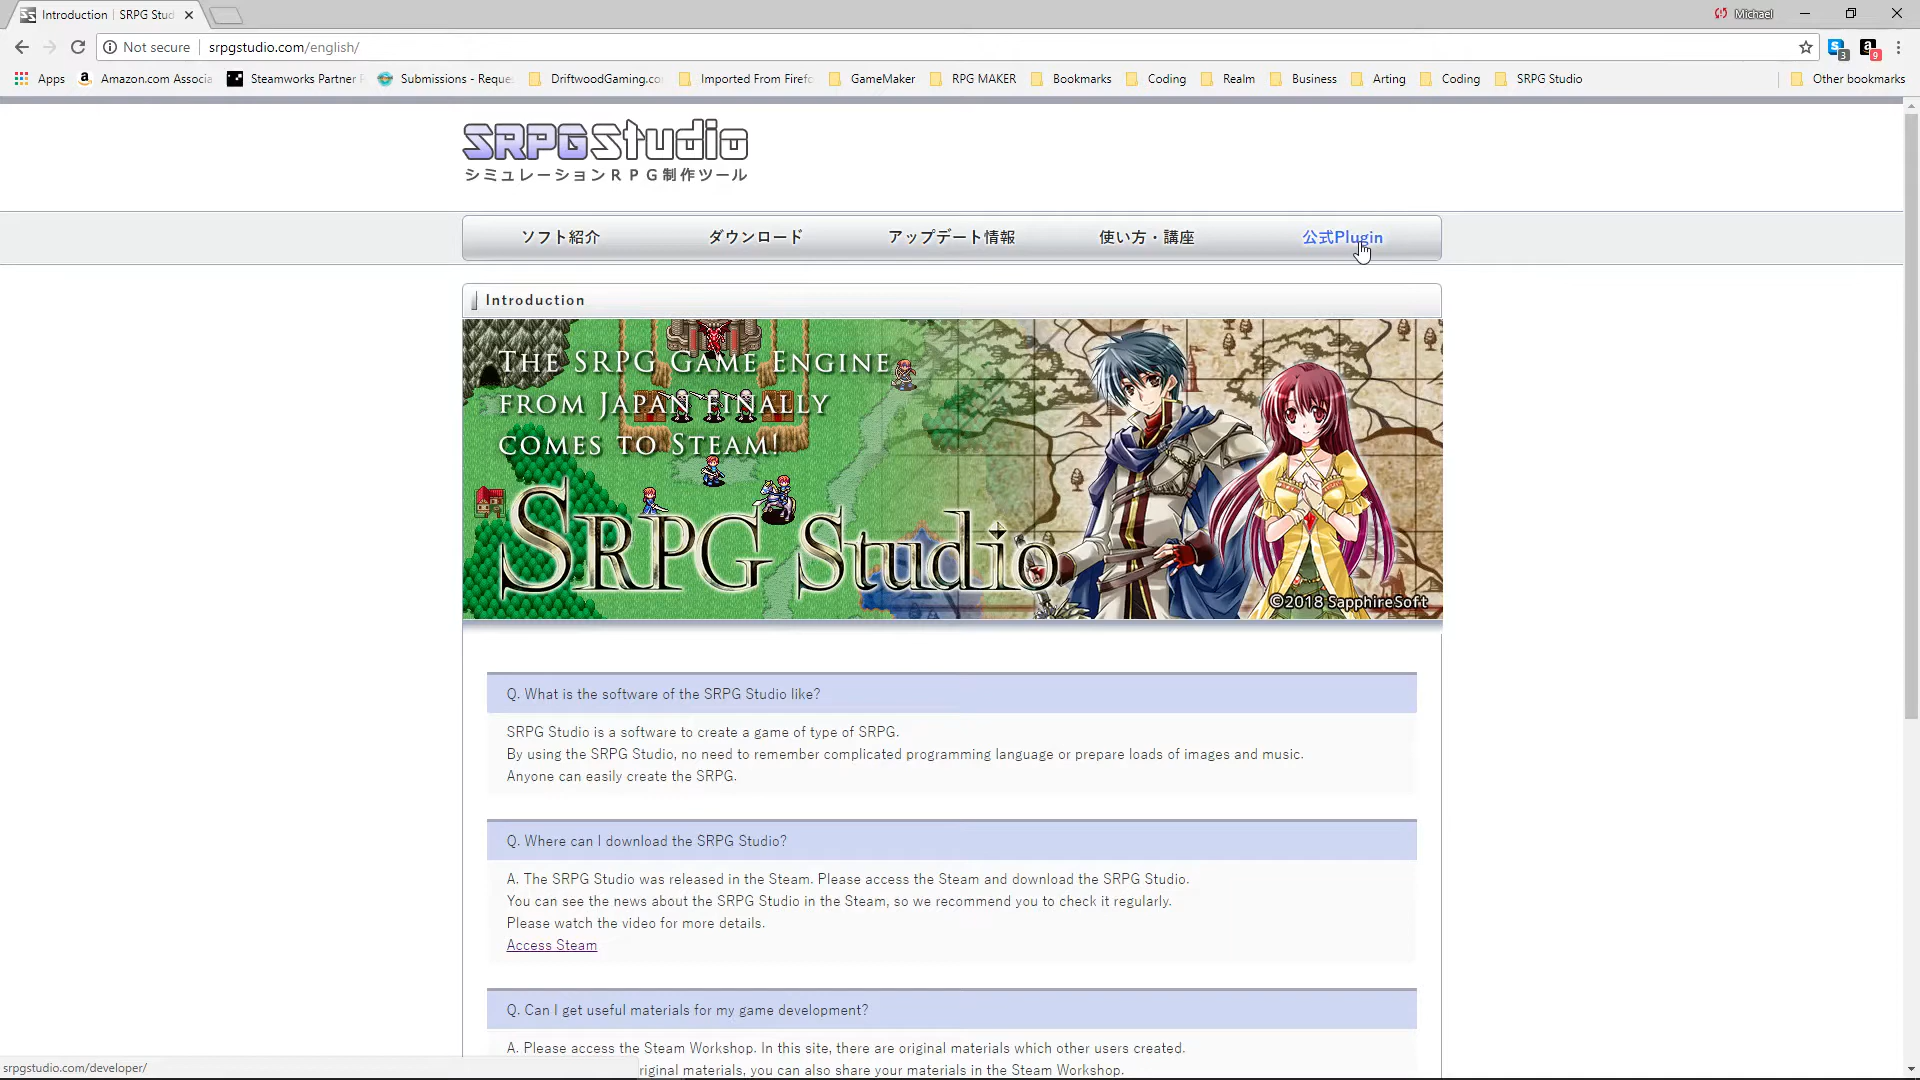 Introduction | SRPG Stud
Michael
Not secure
srpgstudio.com/english/
3
9
Apps
Amazon.com Associa
Steamworks Partner
Submissions - Reque
DriftwoodGaming.co
Imported From Firefo
GameMaker
RPG MAKER
Bookmarks
Coding
Realm
Business
Arting
Coding
SRPG Studio
Other bookmarks
SRPG Studio
シミュレーションRPG制作ツール
ソフト紹介
ダウンロード
アップデート情報
使い方・講座
公式Plugin
Introduction
The SRPG Game Engine
from Japan finally
comes to Steam!
SRPG Studio
©2018 SapphireSoft
Q. What is the software of the SRPG Studio like?
SRPG Studio is a software to create a game of type of SRPG.
By using the SRPG Studio, no need to remember complicated programming language or prepare loads of images and music.
Anyone can easily create the SRPG.
Q. Where can I download the SRPG Studio?
A. The SRPG Studio was released in the Steam. Please access the Steam and download the SRPG Studio.
You can see the news about the SRPG Studio in the Steam, so we recommend you to check it regularly.
Please watch the video for more details.
Access Steam
Q. Can I get useful materials for my game development?
A. Please access the Steam Workshop. In this site, there are original materials which other users created.
riginal materials, you can also share your materials in the Steam Workshop.
srpgstudio.com/developer/